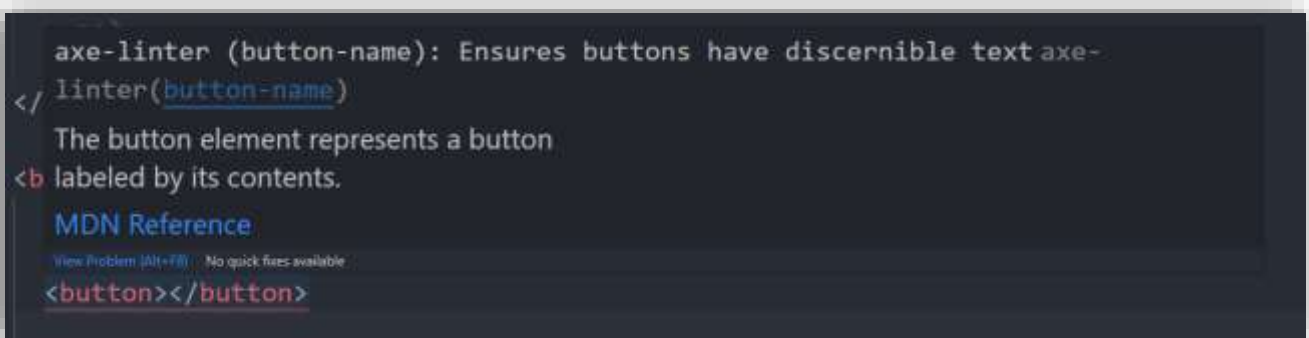 axe-linter (button-name): Ensures buttons have discernible text axe-
</ linter(button-name)
The button element represents a button
<b labeled by its contents.
MDN Reference
View Problem (Alt+F8) No quick fixes available
<button></button>